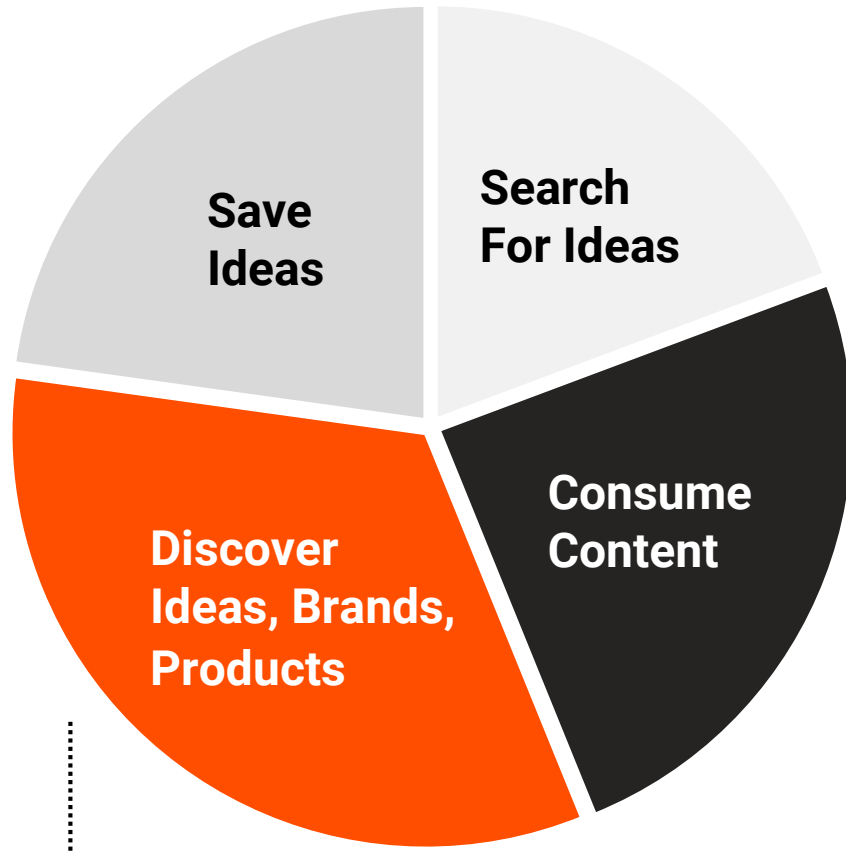 Save
Ideas
Search
For Ideas
Consume
Content
Discover
Ideas, Brands,
Products